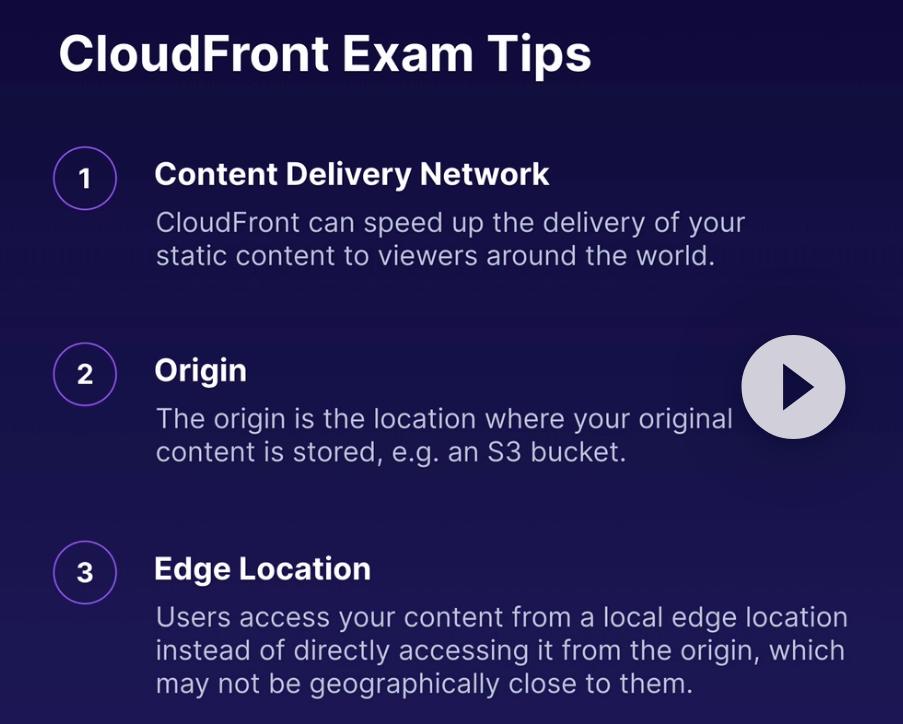 CloudFront Exam Tips
1
Content Delivery Network
CloudFront can speed up the delivery of your
static content to viewers around the world.
2
Origin
The origin is the location where your original
content is stored, e.g. an S3 bucket.
3
Edge Location
Users access your content from a local edge location
instead of directly accessing it from the origin, which
may not be geographically close to them.